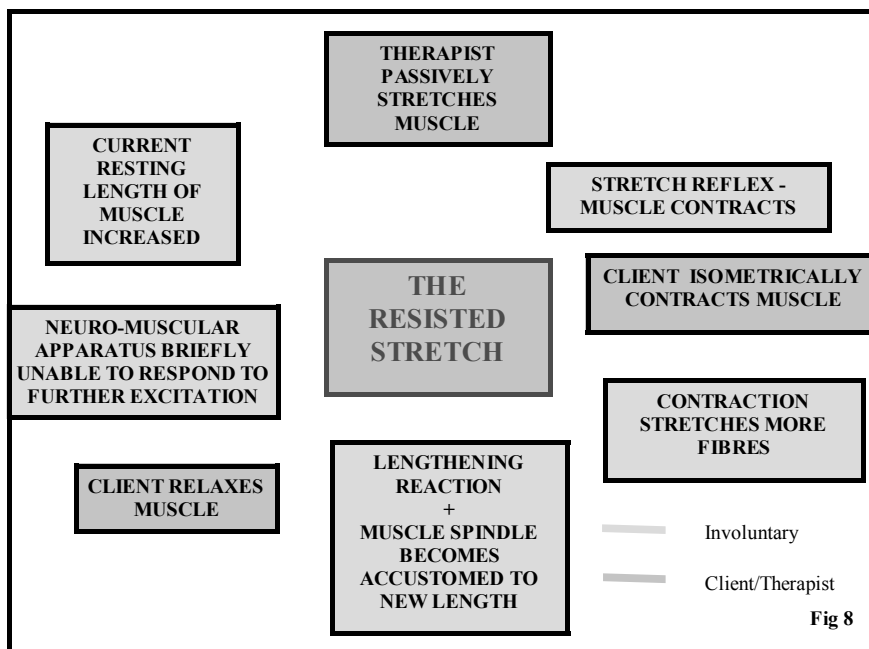 THERAPIST
PASSIVELY
STRETCHES
MUSCLE
STRETCH REFLEX -
MUSCLE CONTRACTS
CLIENT ISOMETRICALLY
CONTRACTS MUSCLE
CONTRACTION
STRETCHES MORE
FIBRES
LENGTHENING
REACTION
+
MUSCLE SPINDLE
BECOMES
ACCUSTOMED TO
NEW LENGTH
CLIENT RELAXES
MUSCLE
NEURO-MUSCULAR
APPARATUS BRIEFLY
UNABLE TO RESPOND TO
FURTHER EXCITATION
CURRENT
RESTING
LENGTH OF
MUSCLE
INCREASED
THE
RESISTED
STRETCH
Involuntary
Client/Therapist
Fig 8